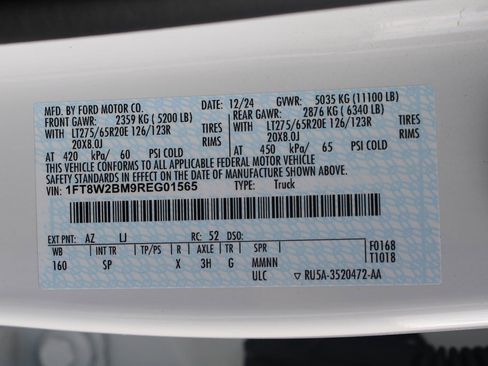 MFD. BY FORD MOTOR CO.
DATE: 12/24 GVWR: 5035 KG (11100 LB)
FRONT GAWR: 2359 KG (5200 LB) REAR GAWR: 2876 KG (6340 LB)
WITH LT275/65R20E 126/123R TIRES WITH LT275/65R20E 126/123R TIRES
20X8.0J RIMS 20X8.0J RIMS
AT 420 kPa/ 60 PSI COLD AT 450 kPa/ 65 PSI COLD
THIS VEHICLE CONFORMS TO ALL APPLICABLE FEDERAL MOTOR VEHICLE
SAFETY STANDARDS IN EFFECT ON THE DATE OF MANUFACTURE SHOWN ABOVE.
VIN: 1FT8W2BM9REG01565 TYPE: Truck
EXT PNT: AZ LJ RC: 52 DSO: F0168
WB INT TR TP/PS R AXLE TR SPR T1018
160 SP X 3H G MMNN
ULC ▽ RU5A-3520472-AA